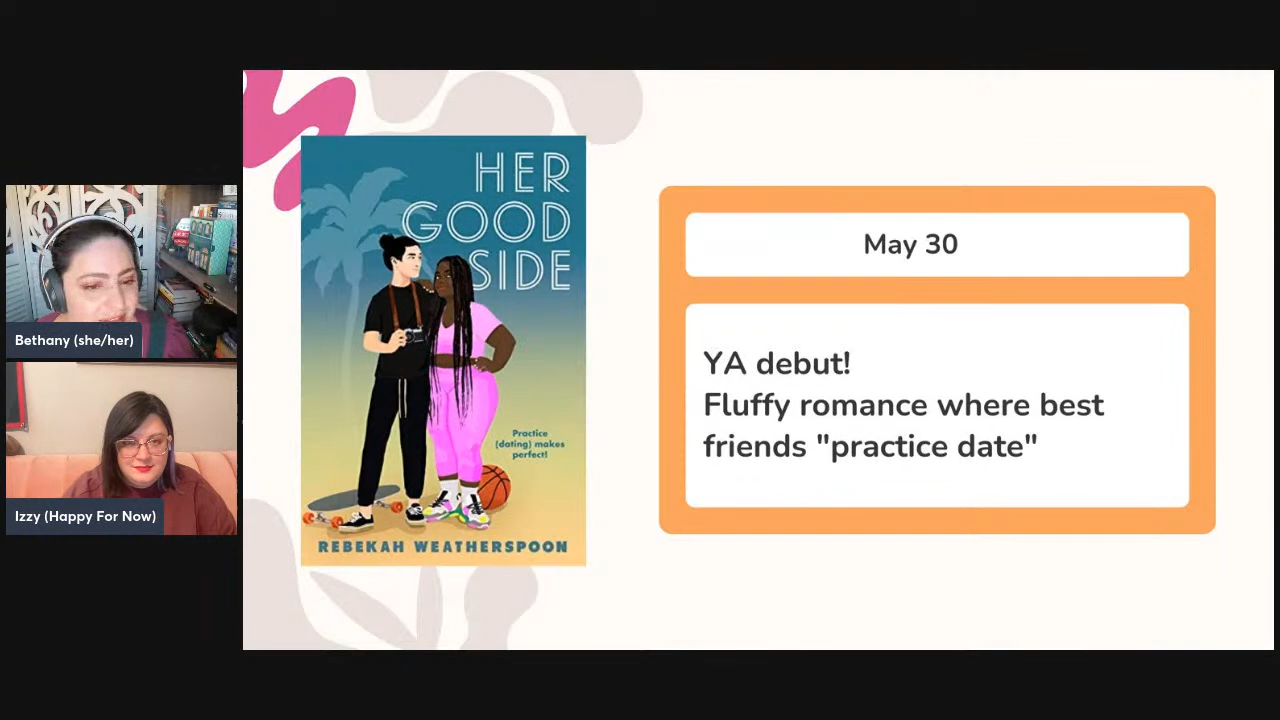 HER
GOOD
SIDE
Practice
(dating) makes
perfect!
REBEKAH WEATHERSPOON
May 30
YA debut!
Fluffy romance where best
friends "practice date"
Bethany (she/her)
Izzy (Happy For Now)